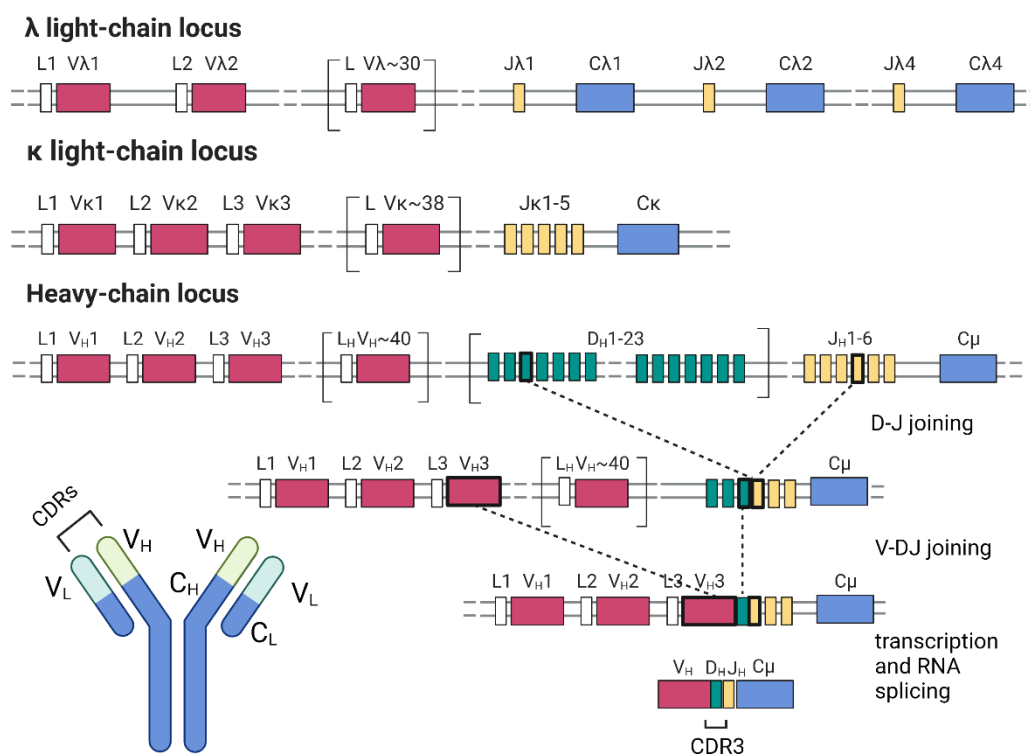 λ light-chain locus
L1 Vλ1 L2 Vλ2 L Vλ~30 Jλ1 Cλ1 Jλ2 Cλ2 Jλ4 Cλ4
κ light-chain locus
L1 Vκ1 L2 Vκ2 L3 Vκ3 L Vκ~38 Jκ1-5 Cκ
Heavy-chain locus
L1 VH1 L2 VH2 L3 VH3 LHVH~40 DH1-23 JH1-6 Cμ
D-J joining
L1 VH1 L2 VH2 L3 VH3 LHVH~40 Cμ
V-DJ joining
L1 VH1 L2 VH2 L3 VH3 Cμ
transcription
and RNA
splicing
VH DH JH Cμ
CDR3
CDRs
VH VH
VL CH VL
CL